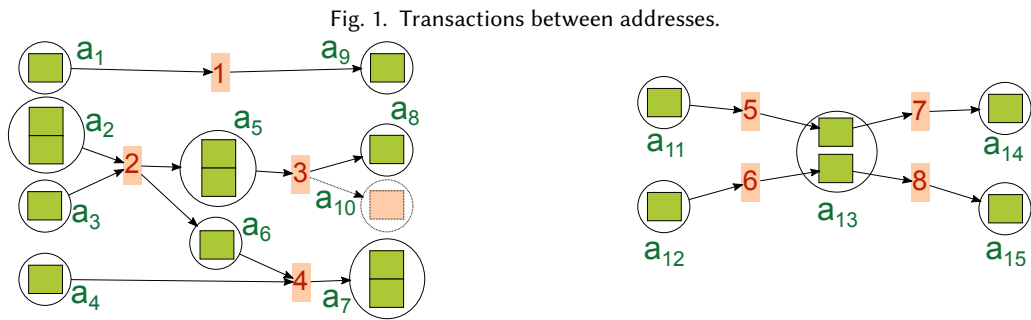 Fig. 1. Transactions between addresses.
a1 1 a9
a2 a5 a8
2 3
a3 a10
a6
a4 4 a7
5 7
a11 a14
6 8
a12 a13 a15